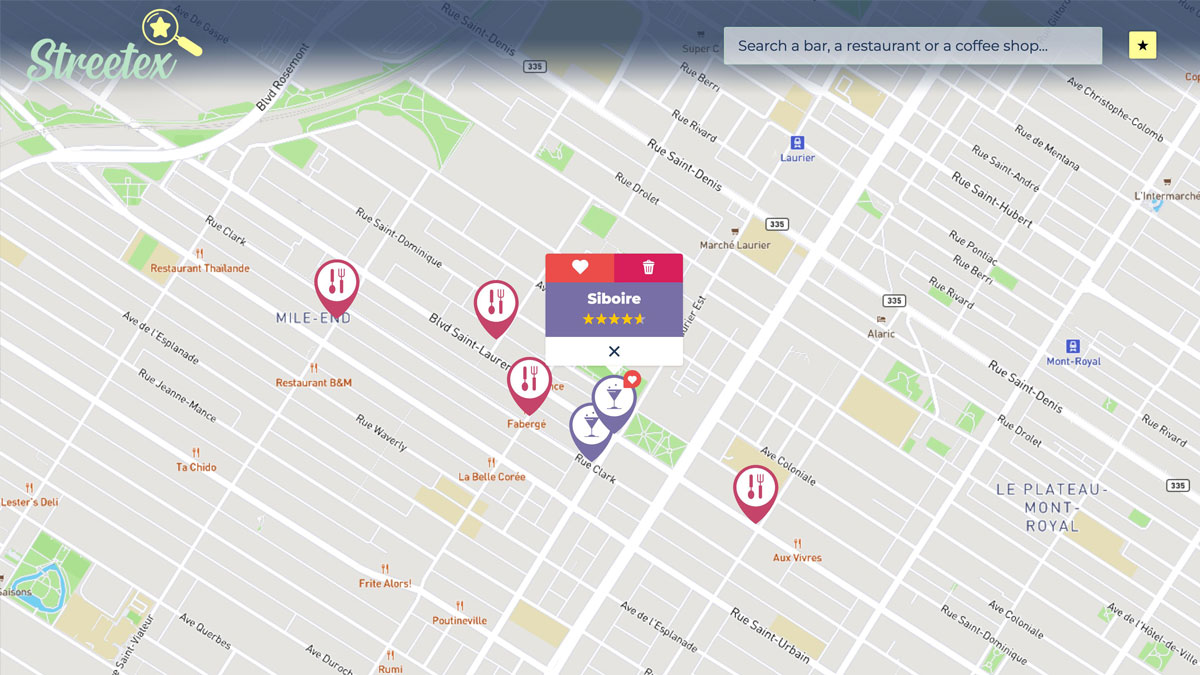 Streetex
Search a bar, a restaurant or a coffee shop...
★
Ave De Gaspé
Rue Saint-Denis
Super C
335
Blvd Rosemont
Rue Berri
Ave Christophe-Colomb
Rue Rivard
Rue de Mentana
Laurier
Rue Saint-Denis
Rue Saint-André
Rue Drolet
Rue Saint-Hubert
L'Intermarché
335
Rue Clark
Rue Saint-Dominique
Marché Laurier
Rue Pontiac
Restaurant Thaïlande
Rue Berri
Siboire
Rue Rivard
335
MILE-END
Ave de l'Esplanade
Blvd Saint-Lauren
Alaric
Mont-Royal
Restaurant B&M
Rue Jeanne-Mance
Rue Saint-Denis
Fabergé
Rue Waverly
Rue Drolet
Rue Rivard
Ta Chido
La Belle Corée
Rue Clark
Ave Coloniale
335
LE PLATEAU-
MONT-
ROYAL
Lester's Deli
Aux Vivres
Frite Alors!
Saisons
Poutineville
Ave de l'Esplanade
Rue Saint-Urbain
Ave Coloniale
Rue Saint-Dominique
Ave de l'Hôtel-de-Ville
Saint-Viateur
Ave Querbes
Ave Duroch
Rumi